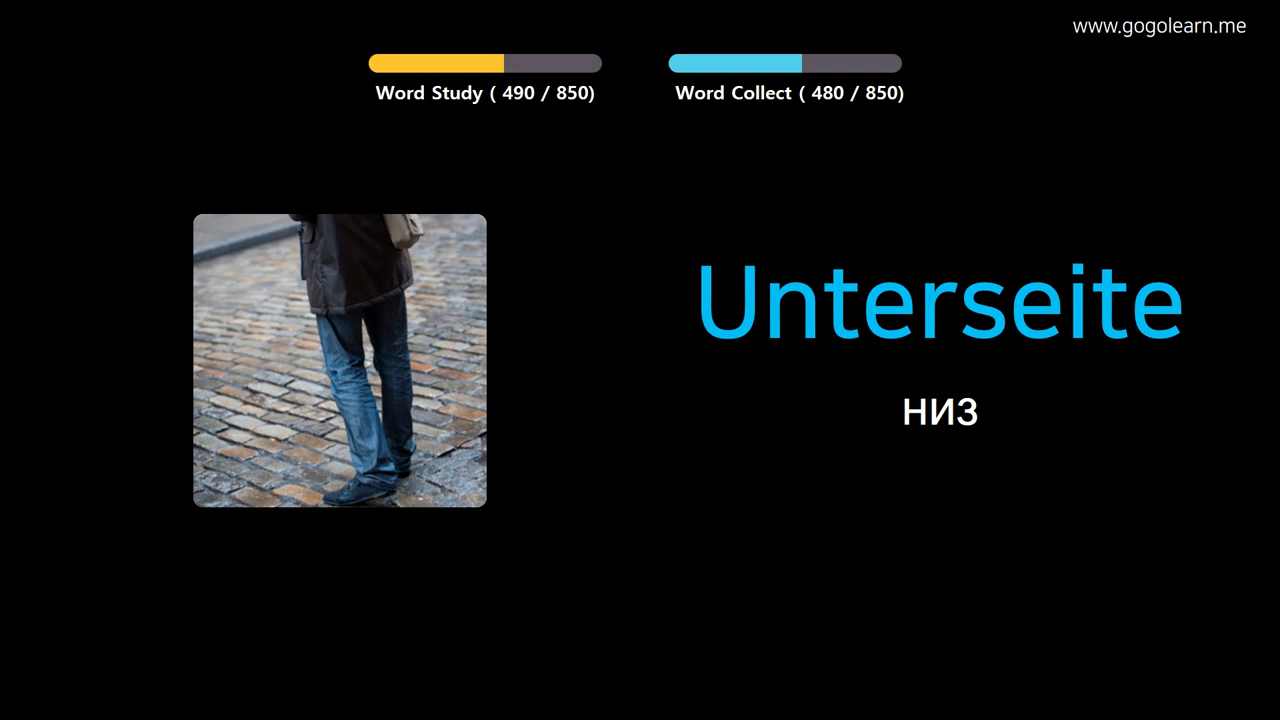 www.gogolearn.me
Word Study ( 490 / 850)
Word Collect ( 480 / 850)
Unterseite
низ